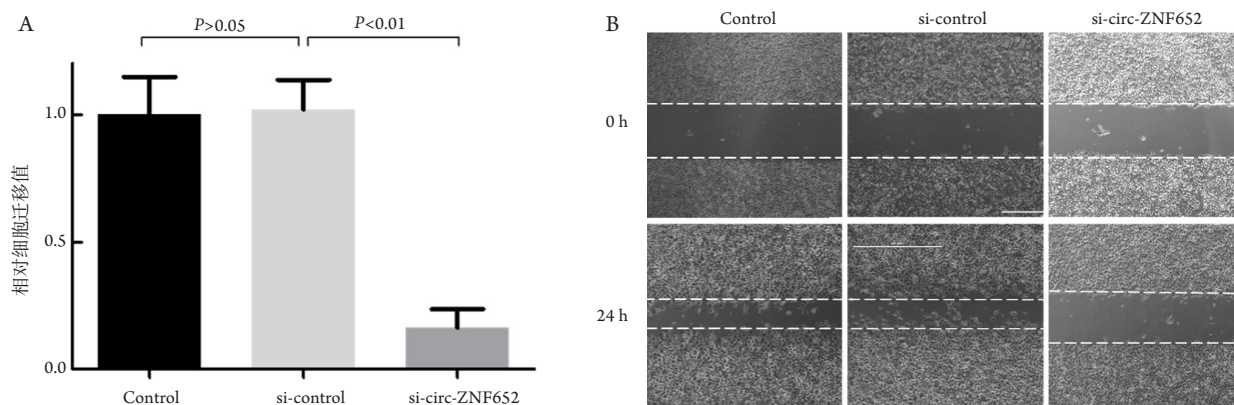 A
P>0.05
P<0.01
相对细胞迁移值
1.0
0.5
0.0
Control
si-control
si-circ-ZNF652
B
Control
si-control
si-circ-ZNF652
0 h
24 h